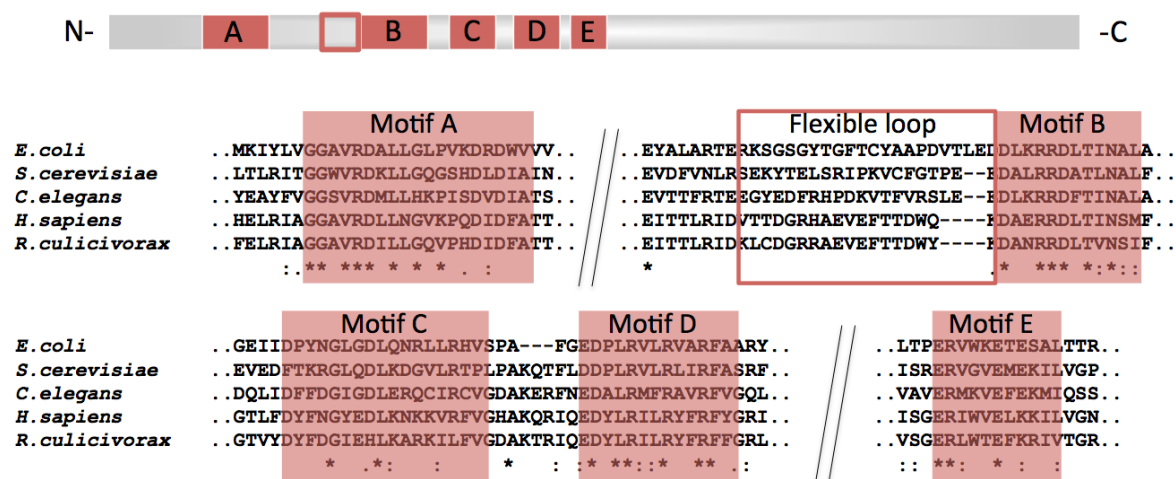 N- A B C D E -C
Motif A Flexible loop Motif B
E.coli ..MKIYLVGGAVRDALLGLPVKDRDWVVV.. ..EYALARTERKSGSGYTGFTCYAAPDVTLEDDLKRRDLTINALA..
S.cerevisiae ..LTLRITGGWVRDKLLGQGSHDLDIAIN.. ..EVDFVNLRSEKYTELSRIPKVCFGTPE--EDALRRDATLNALF..
C.elegans ..YEAYFVGGSVRDMLLHKPISDVDIATS.. ..EVTTFRTEEGYEDFRHPDKVTFVRSLE--EDLKRRDFTINALA..
H.sapiens ..HELRIAGGAVRDLLNGVKPQDIDFATT.. ..EITTLRIDVTTDGRHAEVEFTTDWQ----KDAERRDLTINSMF..
R.culicivorax ..FELRIAGGAVRDILLGQVPHDIDFATT.. ..EITTLRIDKLCDGRRAEVEFTTDWY----KDANRRDLTVNSIF..
:. ** *** * * * . : * .* *** *:*::
Motif C Motif D Motif E
E.coli ..GEIIDPYNGLGDLQNRLLRHVSPA---FGEDPLRVLRVARFAARY.. ..LTPERVWKETESALTTR..
S.cerevisiae ..EVEDFTKRGLQDLKDGVLRTPLPAKQTFLDDPLRVLRLIRFASRF.. ..ISRERVGVEMEKILVGP..
C.elegans ..DQLIDFFDGIGDLERQCIRCVGDAKERFNEDALRMFRAVRFVGQL.. ..VAVERMKVEFEKMIQSS..
H.sapiens ..GTLFDYFNGYEDLKNKKVRFVGHAKQRIQEDYLRILRYFRFYGRI.. ..ISGERIWVELKKILVGN..
R.culicivorax ..GTVYDYFDGIEHLKARKILFVGDAKTRIQEDYLRILRYFRFFGRL.. ..VSGERLWTEFKRIVTGR..
* .*: : * : :* **::* ** .: :: **: * : :